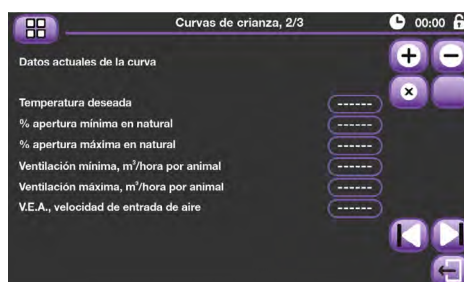 Curvas de crianza, 2/3
00:00
Datos actuales de la curva
Temperatura deseada ------
% apertura mínima en natural ------
% apertura máxima en natural ------
Ventilación mínima, m³/hora por animal ------
Ventilación máxima, m³/hora por animal ------
V.E.A., velocidad de entrada de aire ------